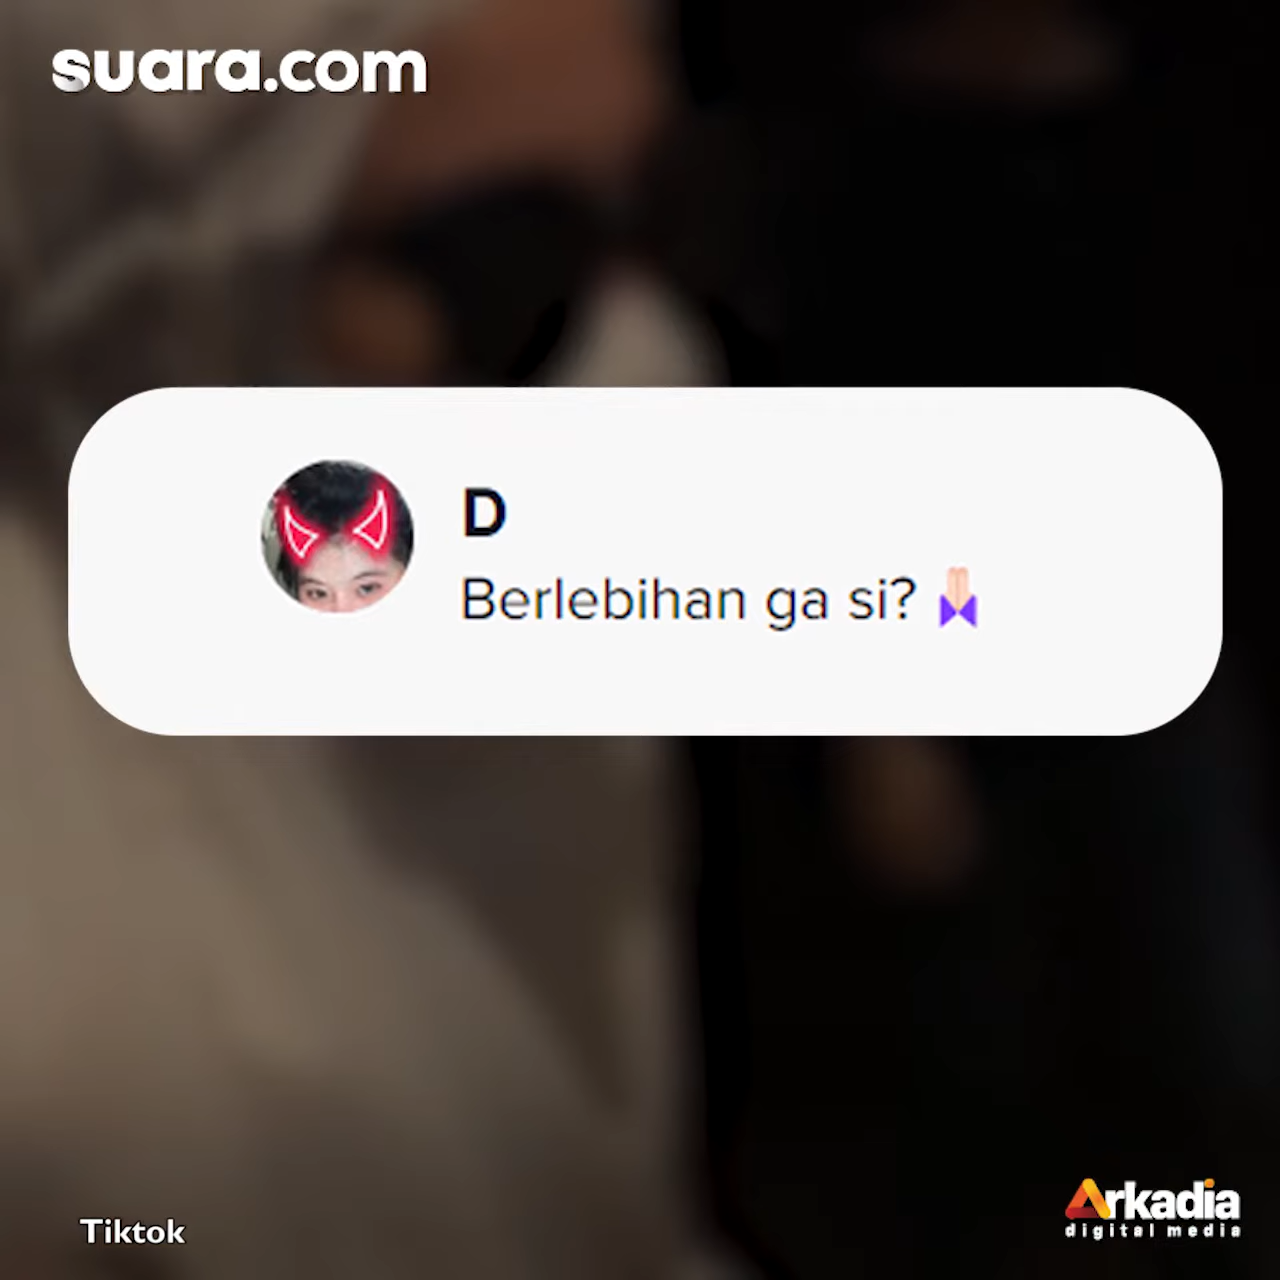 suara.com
D
Berlebihan ga si? 🙏🏻
Tiktok
Arkadia
digital media